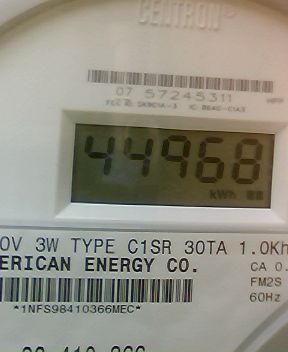 CENTRON®
07 57245311
44968
kWh
0V 3W TYPE C1SR 30TA 1.0Kh
ERICAN ENERGY CO.
CA 0.
FM2S
60Hz
*1NFS98410366MEC*